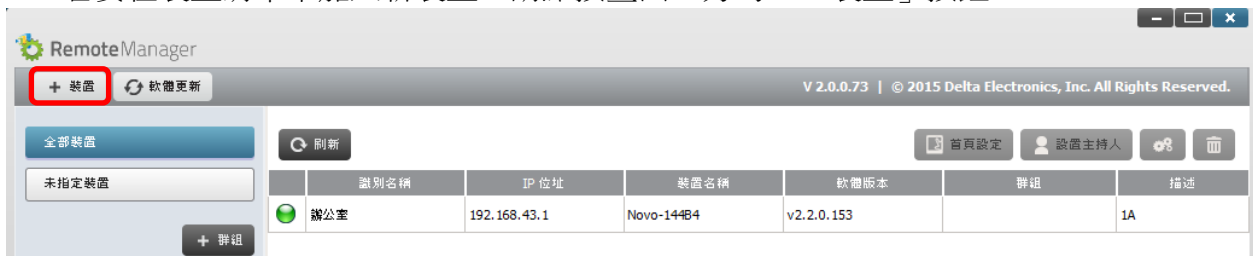 RemoteManager
+ 裝置 軟體更新 V 2.0.0.73 | © 2015 Delta Electronics, Inc. All Rights Reserved.
全部裝置 刷新 首頁設定 設置主持人
未指定裝置 識別名稱 IP 位址 裝置名稱 軟體版本 群組 描述
辦公室 192.168.43.1 Novo-144B4 v2.2.0.153 1A
+ 群組